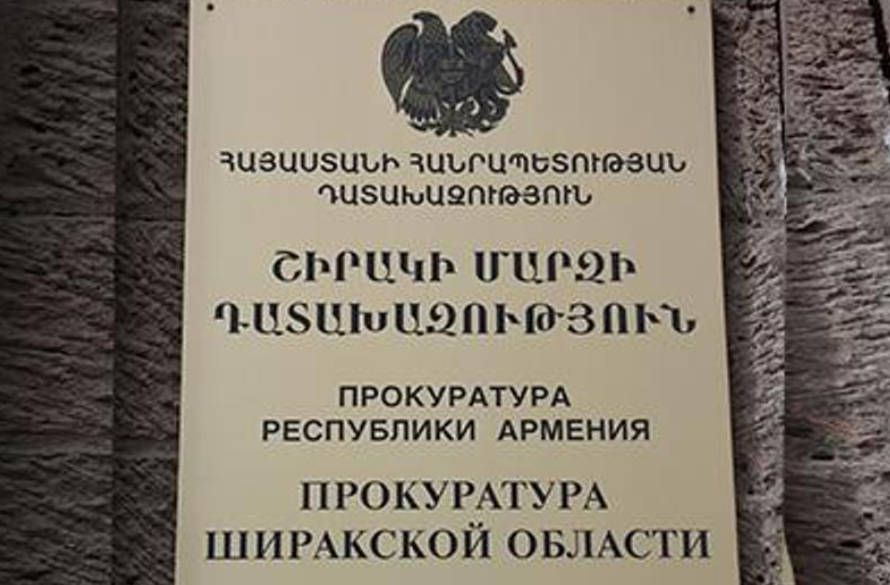 ՀԱՅԱՍՏԱՆԻ ՀԱՆՐԱՊԵՏՈՒԹՅԱՆ
ԴԱՏԱԽԱԶՈՒԹՅՈՒՆ
ՇԻՐԱԿԻ ՄԱՐԶԻ
ԴԱՏԱԽԱԶՈՒԹՅՈՒՆ
ПРОКУРАТУРА
РЕСПУБЛИКИ АРМЕНИЯ
ПРОКУРАТУРА
ШИРАКСКОЙ ОБЛАСТИ